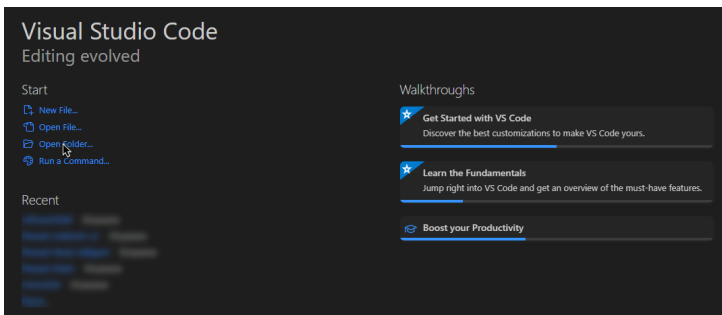 Visual Studio Code
Editing evolved
Start
New File...
Open File...
Open Folder...
Run a Command...
Recent
Walkthroughs
Get Started with VS Code
Discover the best customizations to make VS Code yours.
Learn the Fundamentals
Jump right into VS Code and get an overview of the must-have features.
Boost your Productivity